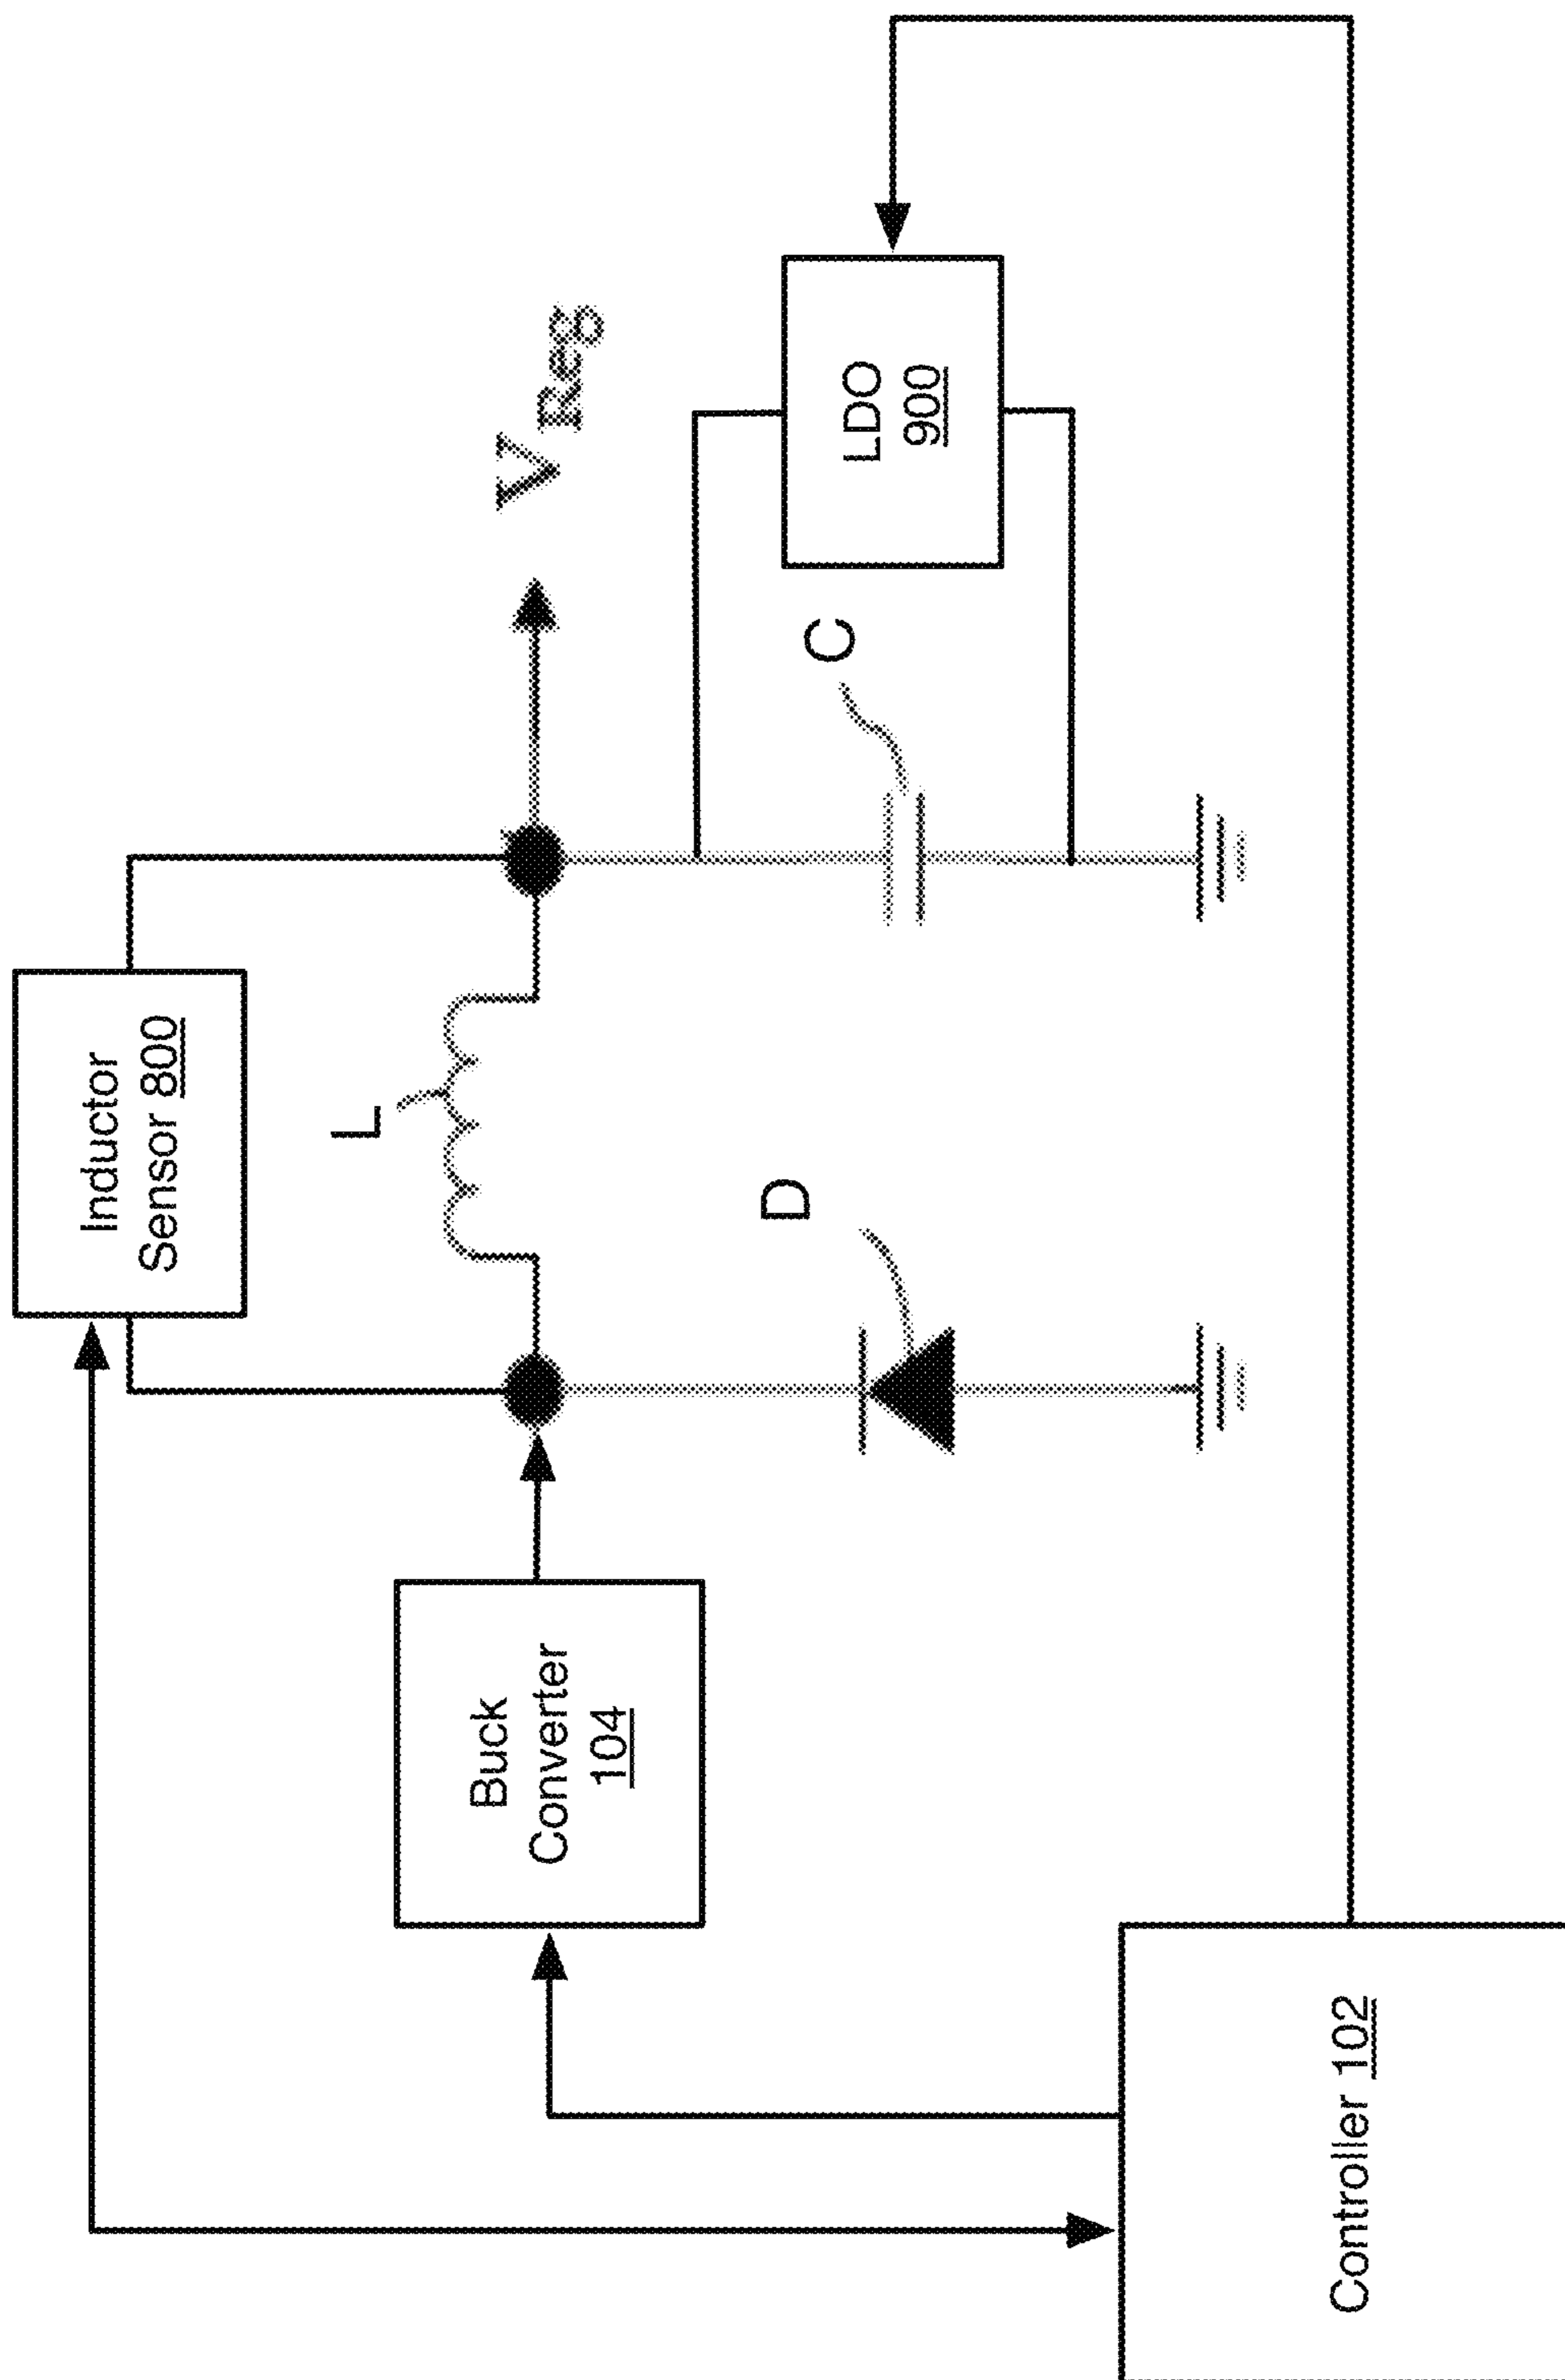 Inductor
Sensor 800
L
Buck
Converter
104
V Reg
D
C
LDO
900
Controller 102